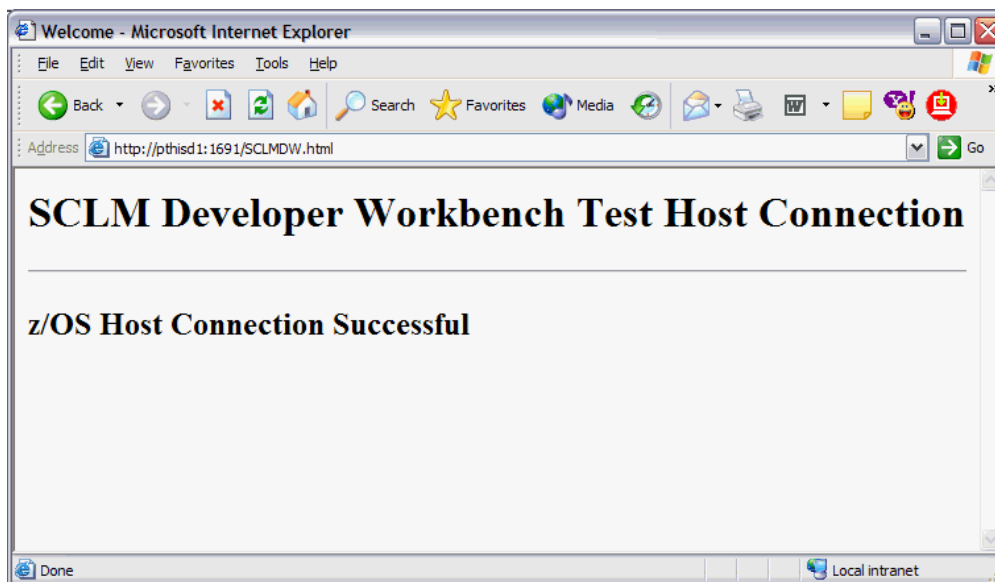 Welcome - Microsoft Internet Explorer
File Edit View Favorites Tools Help
Back Search Favorites Media
Address http://pthisd1:1691/SCLMDW.html Go
SCLM Developer Workbench Test Host Connection
z/OS Host Connection Successful
Done Local intranet